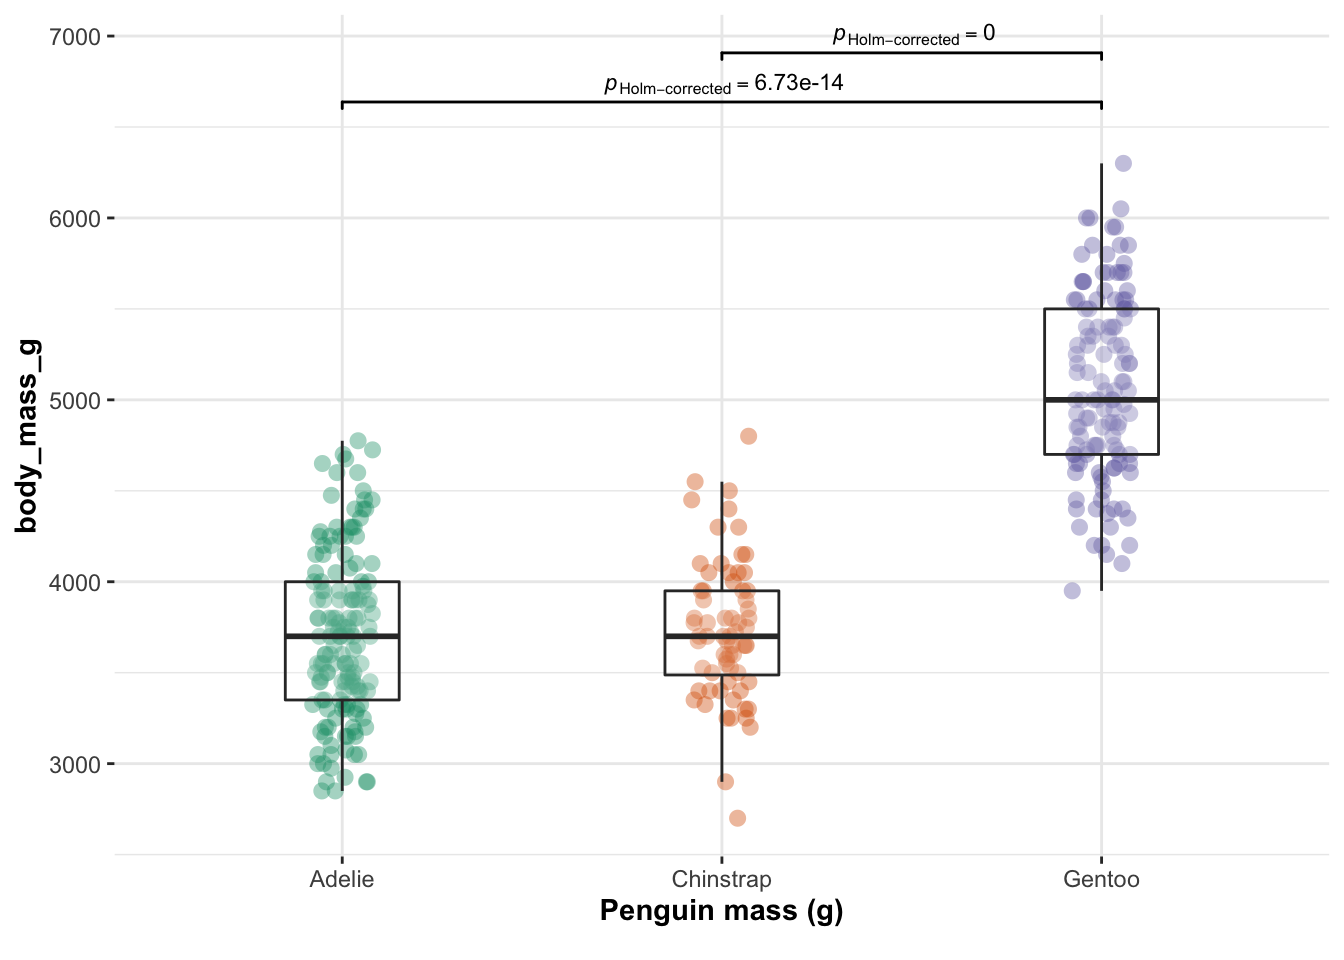 7000
p Holm−corrected = 0
p Holm−corrected = 6.73e-14
6000
5000
body_mass_g
4000
3000
Adelie Chinstrap Gentoo
Penguin mass (g)